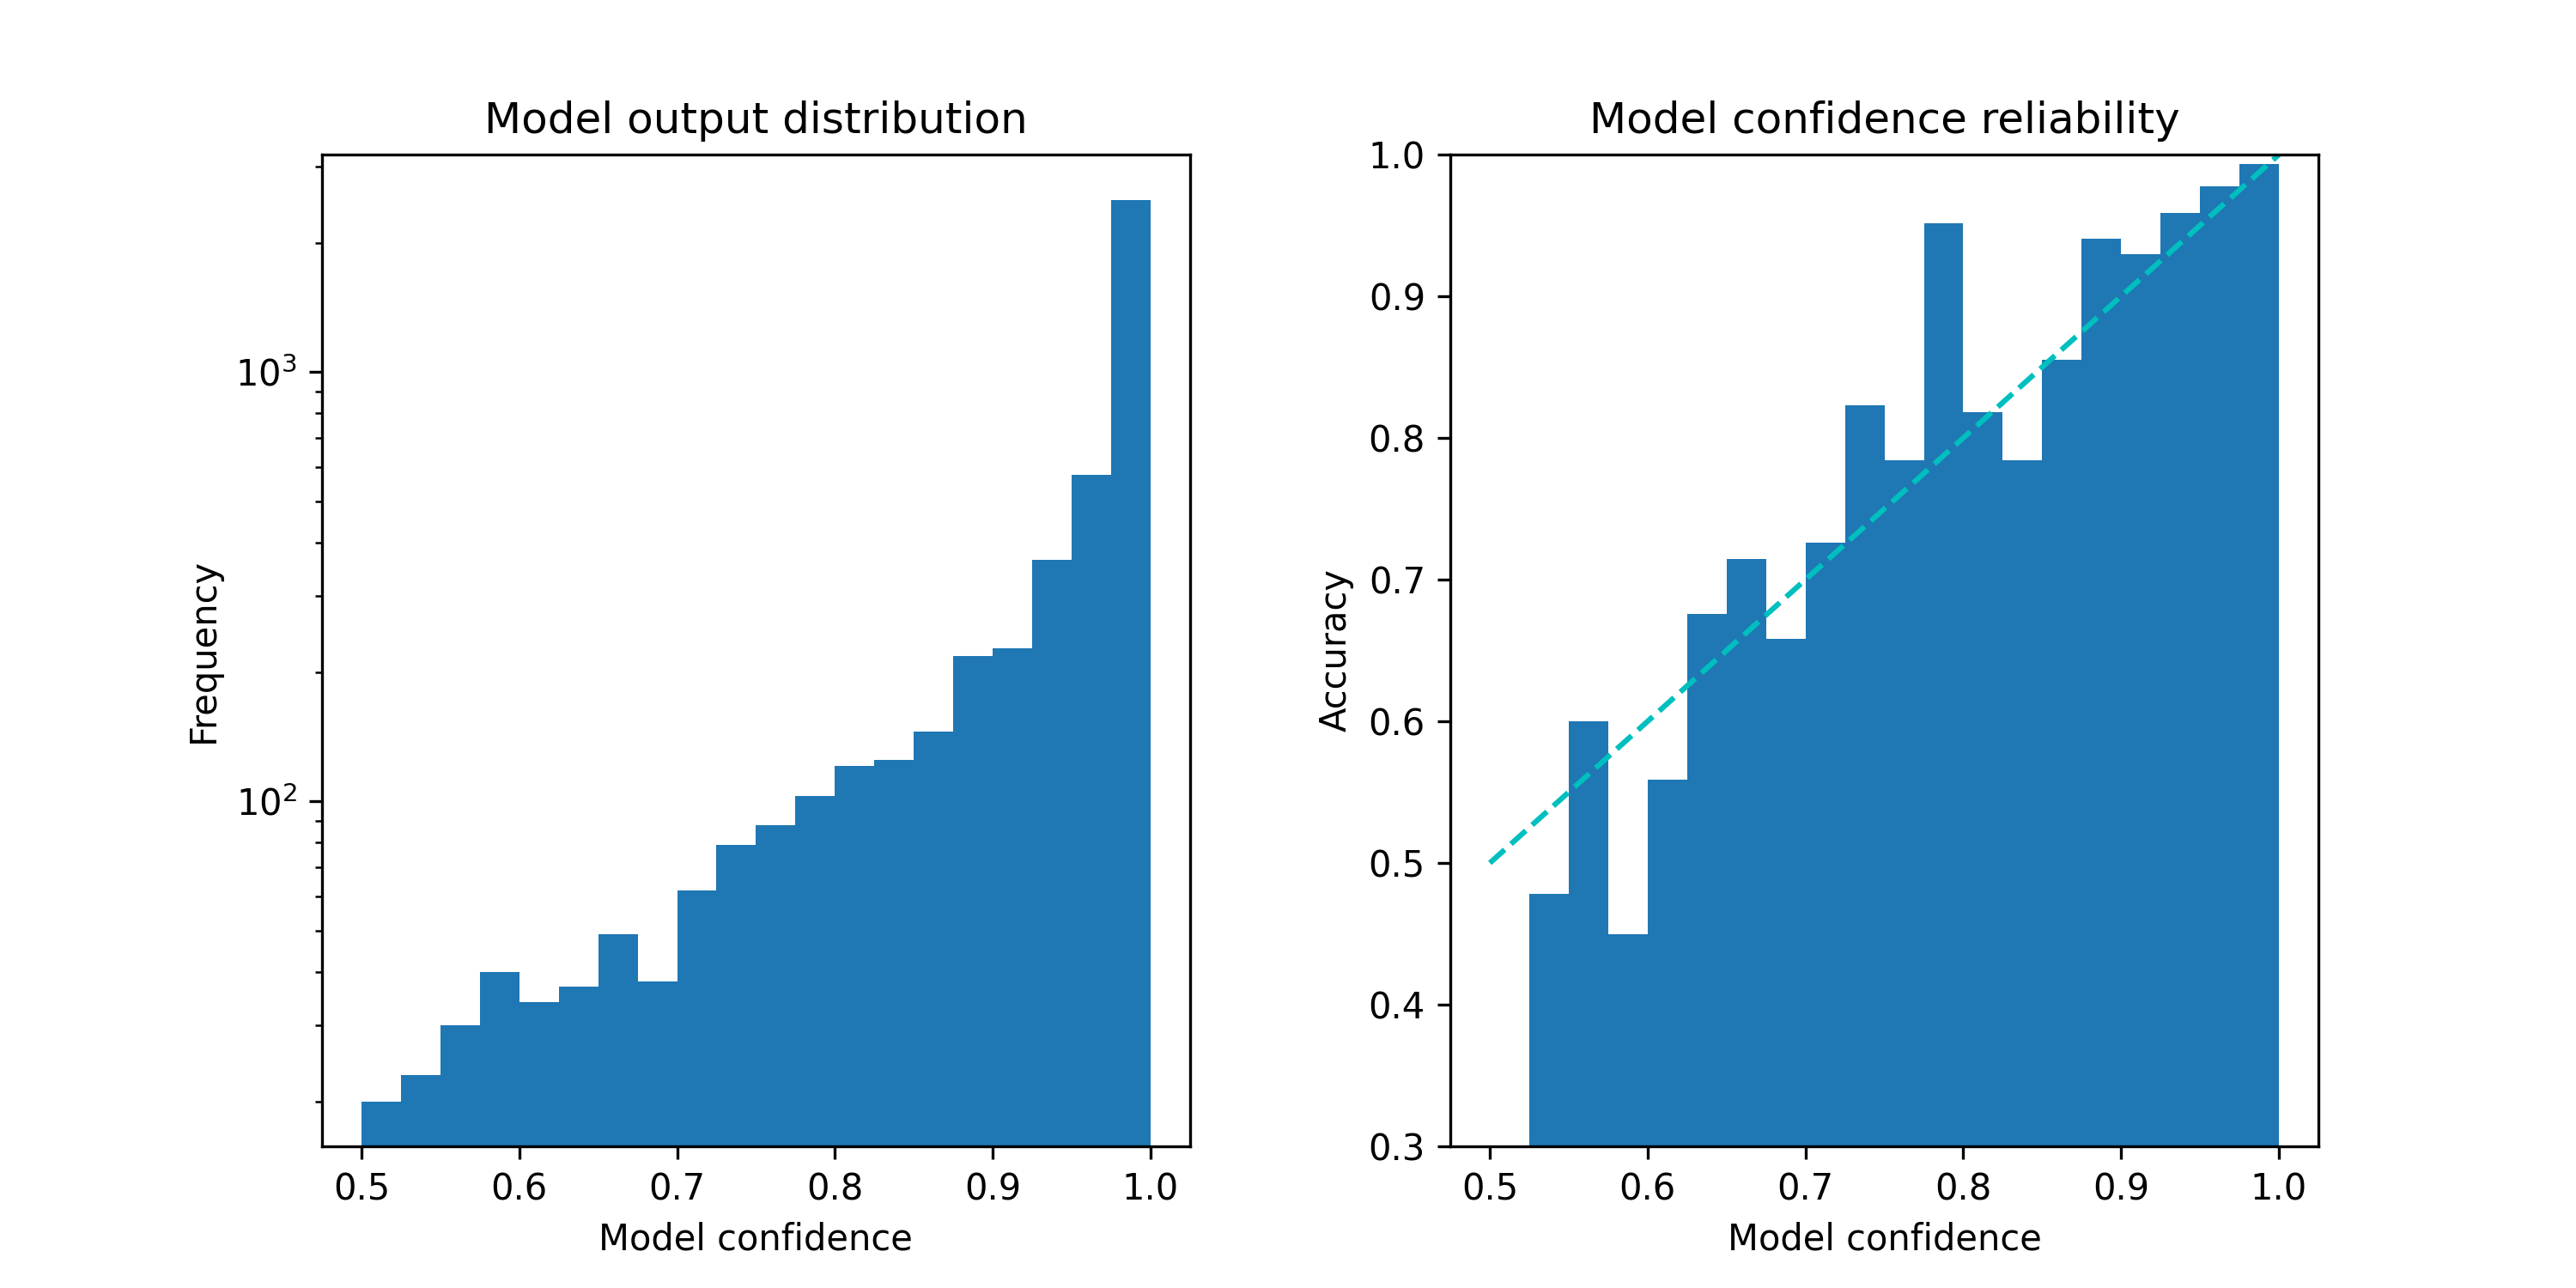 Model output distribution
Frequency
10³
10²
0.5 0.6 0.7 0.8 0.9 1.0
Model confidence
Model confidence reliability
Accuracy
1.0
0.9
0.8
0.7
0.6
0.5
0.4
0.3
0.5 0.6 0.7 0.8 0.9 1.0
Model confidence